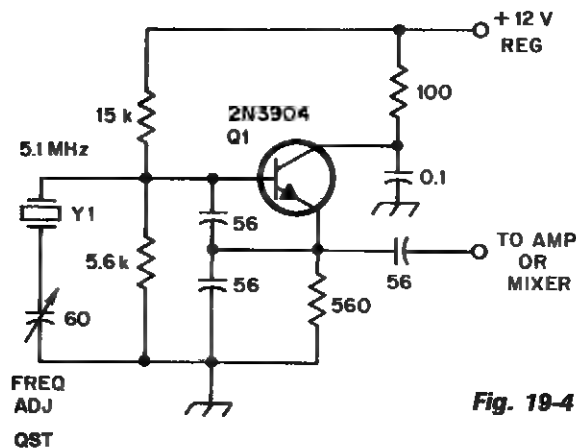 +12 V
REG
15 k
2N3904
Q1
100
5.1 MHz
Y1
56
0.1
5.6 k
56
56
TO AMP
OR
MIXER
560
60
FREQ
ADJ
QST
Fig. 19-4